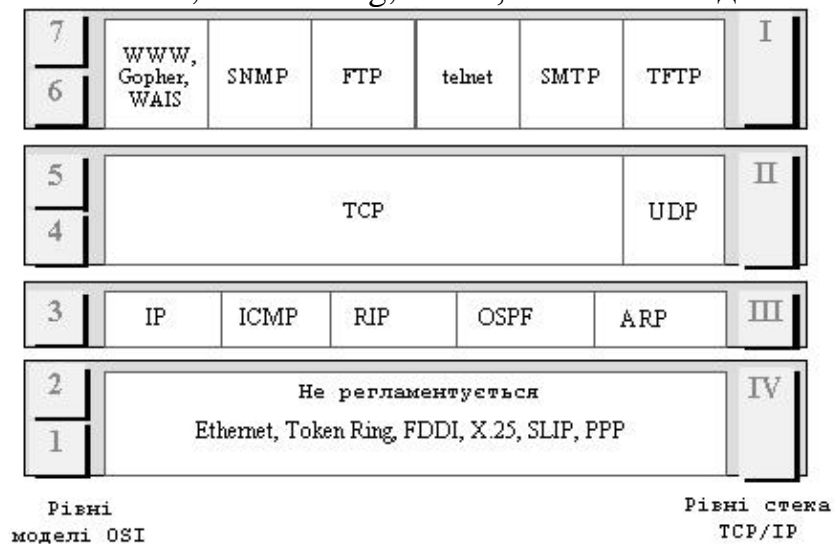 7
WWW,
Gopher,
WAIS
SNMP
FTP
telnet
SMTP
TFTP
I
6
5
TCP
UDP
II
4
3
IP
ICMP
RIP
OSPF
ARP
III
2
Не регламентується
IV
Ethernet, Token Ring, FDDI, X.25, SLIP, PPP
1
Рівні
моделі OSI
Рівні стека
TCP/IP